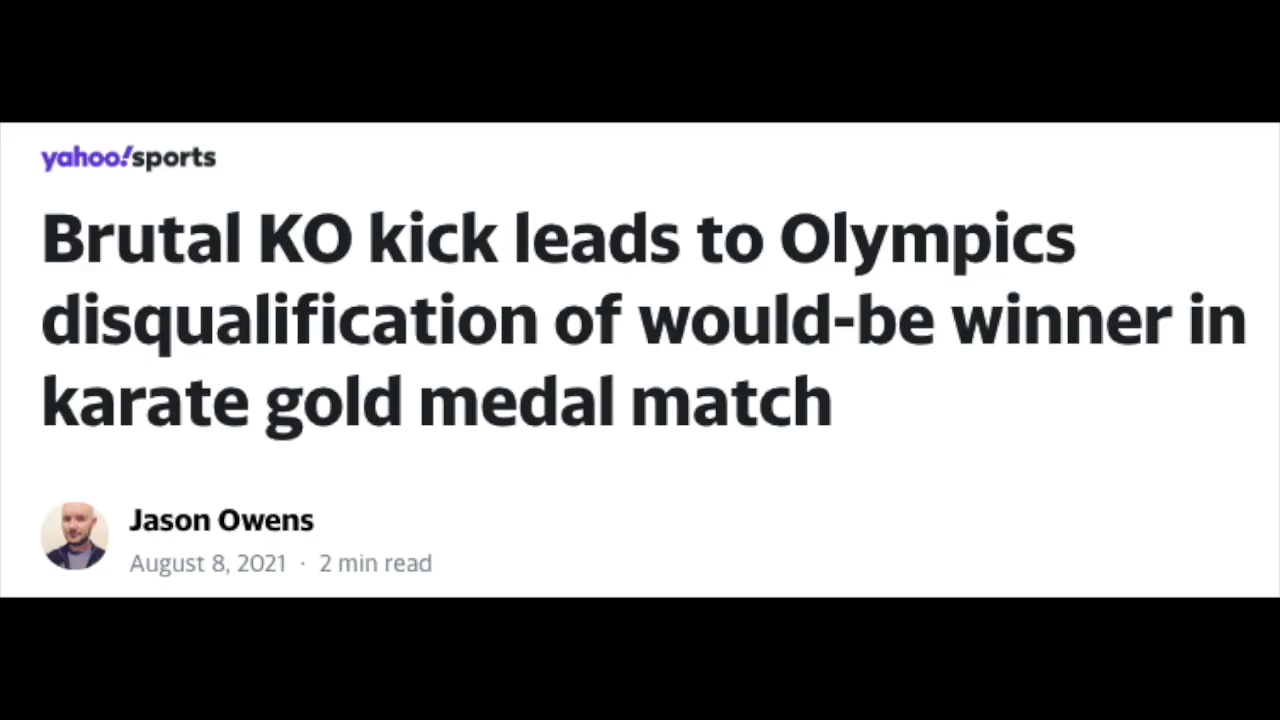 yahoo!sports
Brutal KO kick leads to Olympics
disqualification of would-be winner in
karate gold medal match
Jason Owens
August 8, 2021 · 2 min read